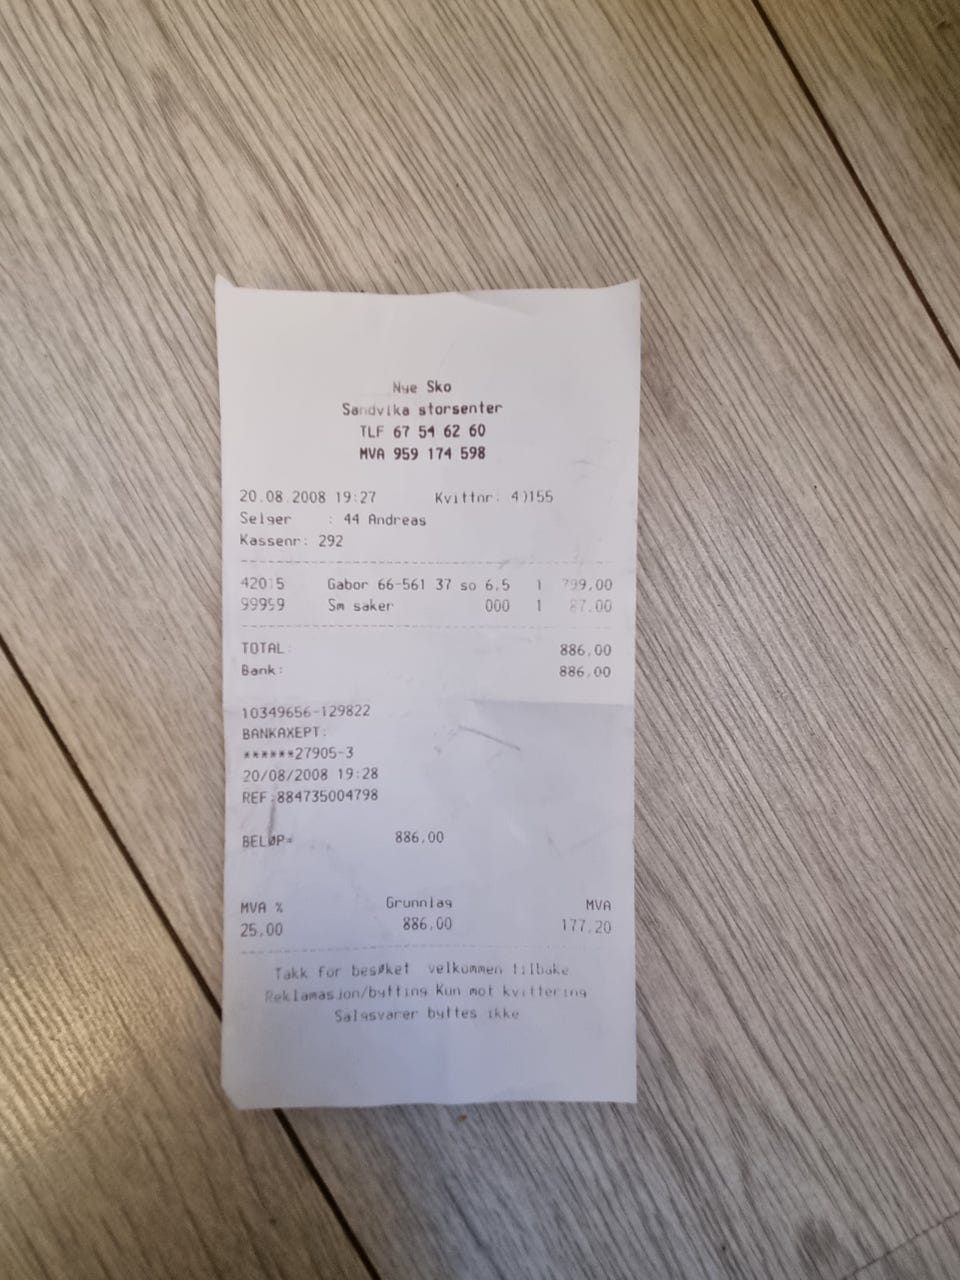 Nye Sko
Sandvika storsenter
TLF 67 54 62 60
MVA 959 174 598
20.08.2008 19:27 Kvittnr: 4)155
Selger : 44 Andreas
Kassenr: 292
42015 Gabor 66-561 37 so 6.5 1 799,00
99959 Sm saker 000 1 87.00
TOTAL: 886,00
Bank: 886,00
10349656-129822
BANKAXEPT:
******27905-3
20/08/2008 19:28
REF:884735004798
BELØP= 886,00
MVA % Grunnlag MVA
25,00 886,00 177,20
Takk for besøket velkommen tilbake
Reklamasjon/bytting Kun mot kvittering
Salgsvarer byttes ikke